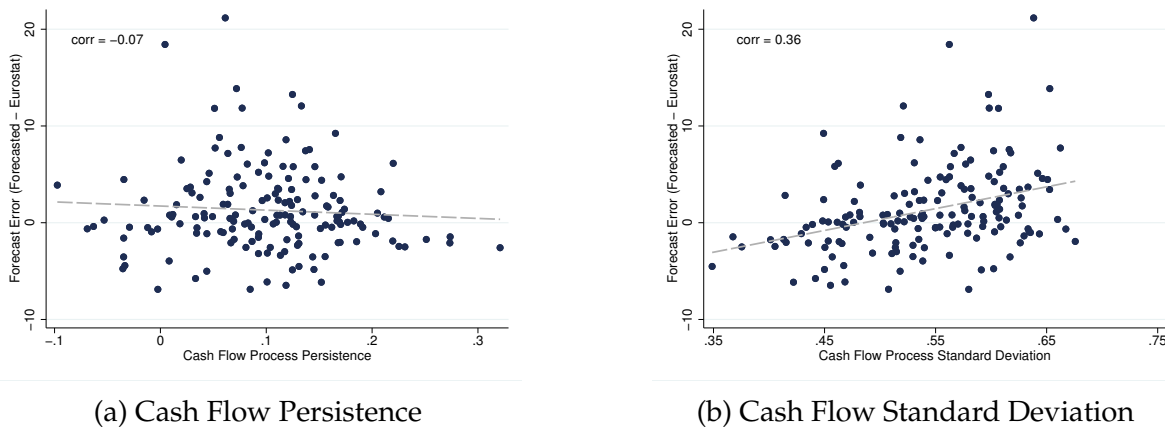 corr = −0.07
Forecast Error (Forecasted − Eurostat)
20
10
0
−10
−.1 0 .1 .2 .3
Cash Flow Process Persistence
(a) Cash Flow Persistence
corr = 0.36
Forecast Error (Forecasted − Eurostat)
20
10
0
−10
.35 .45 .55 .65 .75
Cash Flow Process Standard Deviation
(b) Cash Flow Standard Deviation